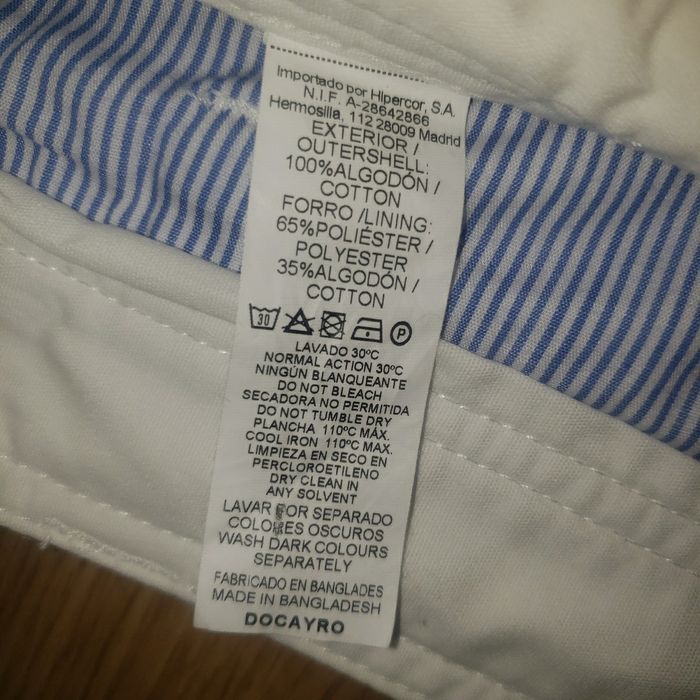 Importado por Hipercor, S.A.
N.I.F. A-28642866
Hermosilla, 112 28009 Madrid
EXTERIOR /
OUTERSHELL:
100%ALGODÓN /
COTTON
FORRO /LINING:
65%POLIÉSTER /
POLYESTER
35%ALGODÓN /
COTTON
30 P
LAVADO 30ºC
NORMAL ACTION 30ºC
NINGÚN BLANQUEANTE
DO NOT BLEACH
SECADORA NO PERMITIDA
DO NOT TUMBLE DRY
PLANCHA 110ºC MÁX.
COOL IRON 110ºC MAX.
LIMPIEZA EN SECO EN
PERCLOROETILENO
DRY CLEAN IN
ANY SOLVENT
LAVAR POR SEPARADO
COLORES OSCUROS
WASH DARK COLOURS
SEPARATELY
FABRICADO EN BANGLADES
MADE IN BANGLADESH
DOCAYRO